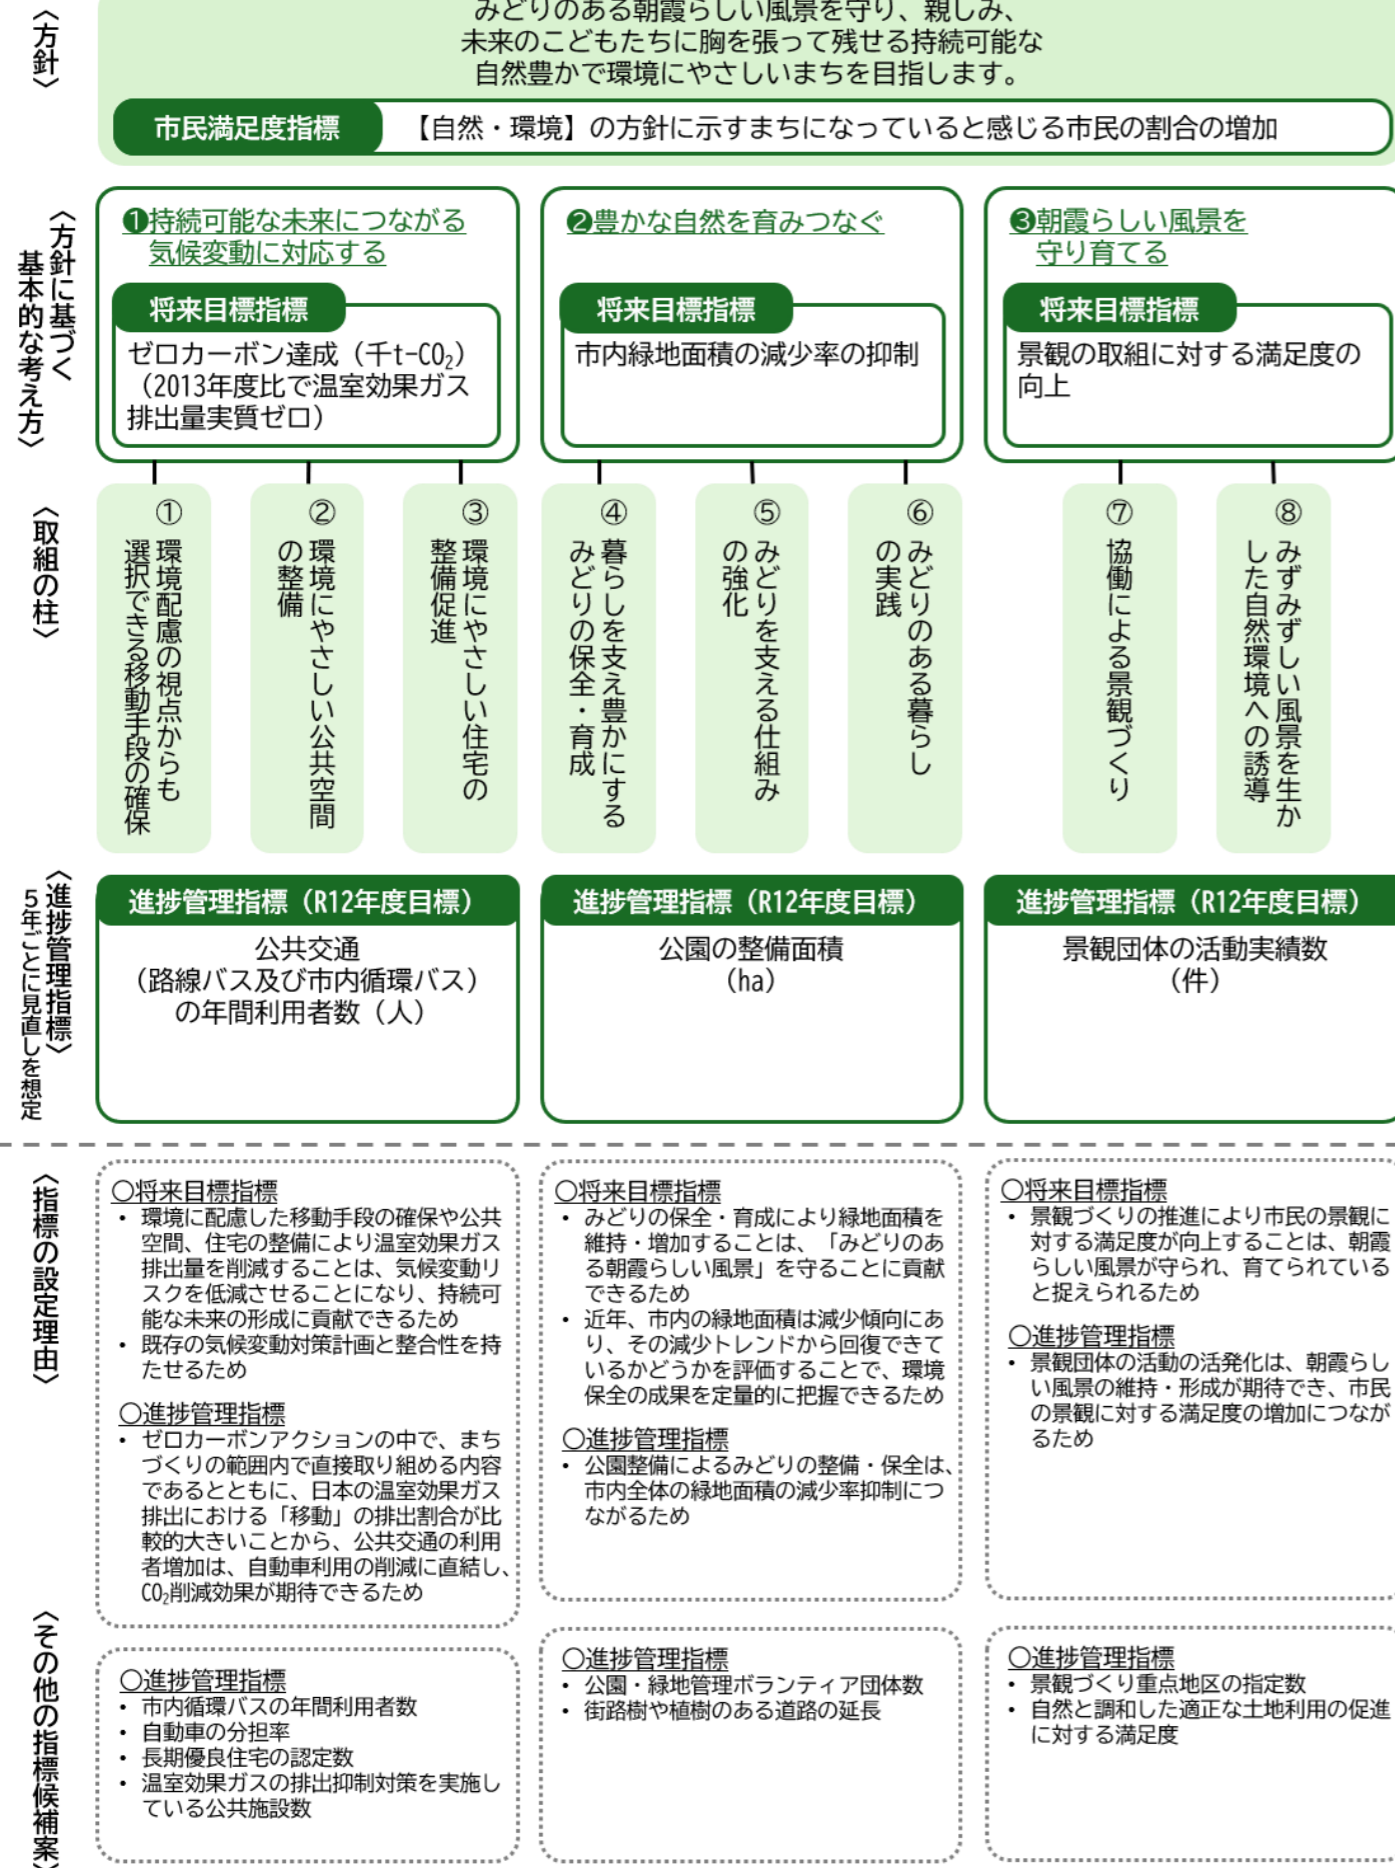 〈方針〉
みどりのある朝霞らしい風景を守り、親しみ、
未来のこどもたちに胸を張って残せる持続可能な
自然豊かで環境にやさしいまちを目指します。
市民満足度指標
【自然・環境】の方針に示すまちになっていると感じる市民の割合の増加
〈方針に基づく
基本的な考え方〉
❶持続可能な未来につながる
気候変動に対応する
将来目標指標
ゼロカーボン達成（千t-CO₂）
（2013年度比で温室効果ガス
排出量実質ゼロ）
❷豊かな自然を育みつなぐ
将来目標指標
市内緑地面積の減少率の抑制
❸朝霞らしい風景を
守り育てる
将来目標指標
景観の取組に対する満足度の
向上
〈取組の柱〉
①
環境配慮の視点からも
選択できる移動手段の確保
②
環境にやさしい公共空間
の整備
③
環境にやさしい住宅の
整備促進
④
暮らしを支え豊かにする
みどりの保全・育成
⑤
みどりを支える仕組み
の強化
⑥
みどりのある暮らし
の実践
⑦
協働による景観づくり
⑧
みずみずしい風景を生か
した自然環境への誘導
〈進捗管理指標〉
５年ごとに見直しを想定
進捗管理指標（R12年度目標）
公共交通
（路線バス及び市内循環バス）
の年間利用者数（人）
進捗管理指標（R12年度目標）
公園の整備面積
（ha）
進捗管理指標（R12年度目標）
景観団体の活動実績数
（件）
〈指標の設定理由〉
〇将来目標指標
・ 環境に配慮した移動手段の確保や公共
空間、住宅の整備により温室効果ガス
排出量を削減することは、気候変動リ
スクを低減させることになり、持続可
能な未来の形成に貢献できるため
・ 既存の気候変動対策計画と整合性を持
たせるため
〇進捗管理指標
・ ゼロカーボンアクションの中で、まち
づくりの範囲内で直接取り組める内容
であるとともに、日本の温室効果ガス
排出における「移動」の排出割合が比
較的大きいことから、公共交通の利用
者増加は、自動車利用の削減に直結し、
CO₂削減効果が期待できるため
〇将来目標指標
・ みどりの保全・育成により緑地面積を
維持・増加することは、「みどりのあ
る朝霞らしい風景」を守ることに貢献
できるため
・ 近年、市内の緑地面積は減少傾向にあ
り、その減少トレンドから回復できて
いるかどうかを評価することで、環境
保全の成果を定量的に把握できるため
〇進捗管理指標
・ 公園整備によるみどりの整備・保全は、
市内全体の緑地面積の減少率抑制につ
ながるため
〇将来目標指標
・ 景観づくりの推進により市民の景観に
対する満足度が向上することは、朝霞
らしい風景が守られ、育てられている
と捉えられるため
〇進捗管理指標
・ 景観団体の活動の活発化は、朝霞らし
い風景の維持・形成が期待でき、市民
の景観に対する満足度の増加につなが
るため
〈その他の指標候補案〉
〇進捗管理指標
・ 市内循環バスの年間利用者数
・ 自動車の分担率
・ 長期優良住宅の認定数
・ 温室効果ガスの排出抑制対策を実施し
ている公共施設数
〇進捗管理指標
・ 公園・緑地管理ボランティア団体数
・ 街路樹や植樹のある道路の延長
〇進捗管理指標
・ 景観づくり重点地区の指定数
・ 自然と調和した適正な土地利用の促進
に対する満足度